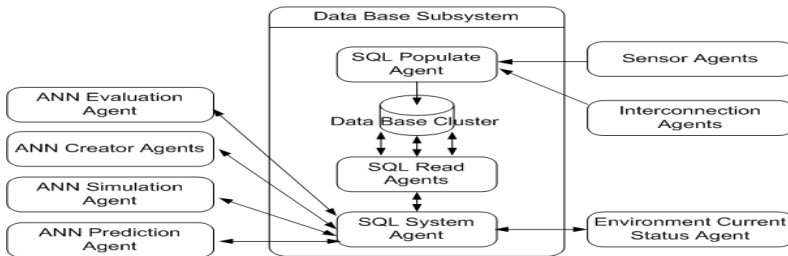 Data Base Subsystem
SQL Populate
Agent
Sensor Agents
ANN Evaluation
Agent
Interconnection
Agents
Data Base Cluster
ANN Creator Agents
SQL Read
Agents
ANN Simulation
Agent
SQL System
Agent
Environment Current
Status Agent
ANN Prediction
Agent